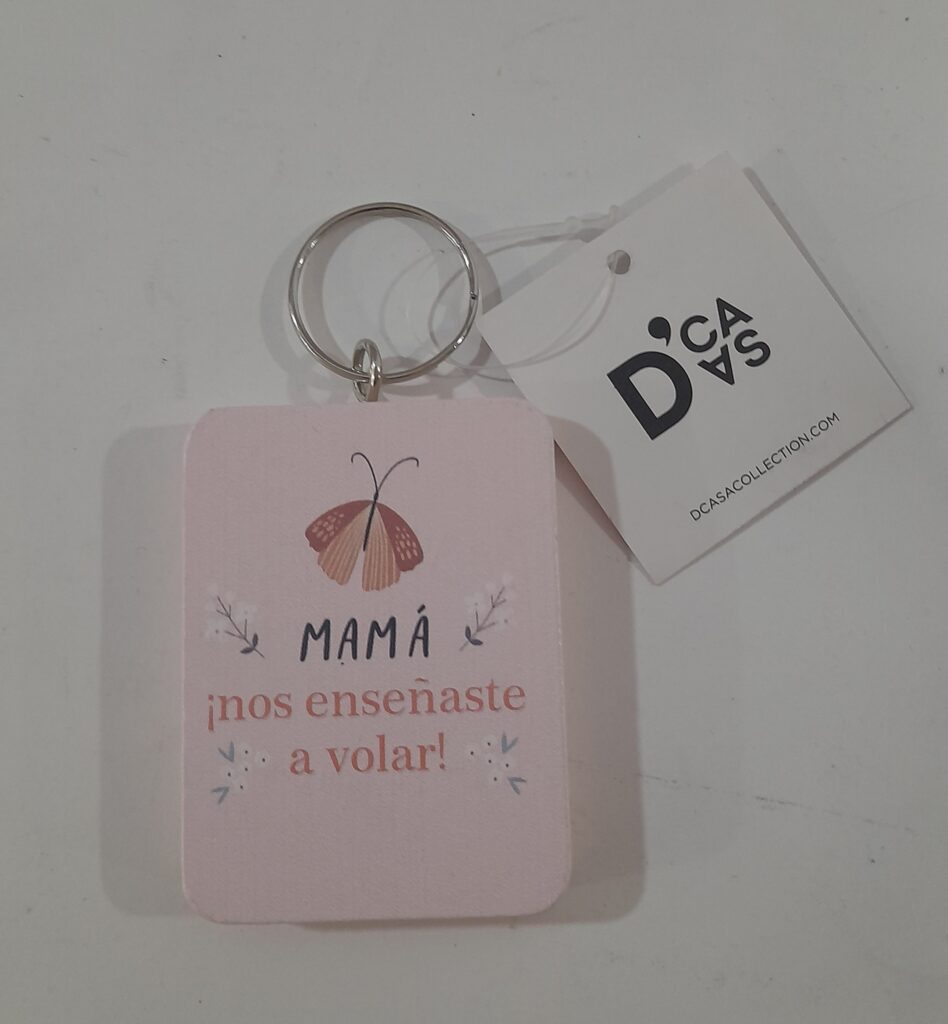 MAMÁ
¡nos enseñaste
a volar!
D'CASA
DCASACOLLECTION.COM